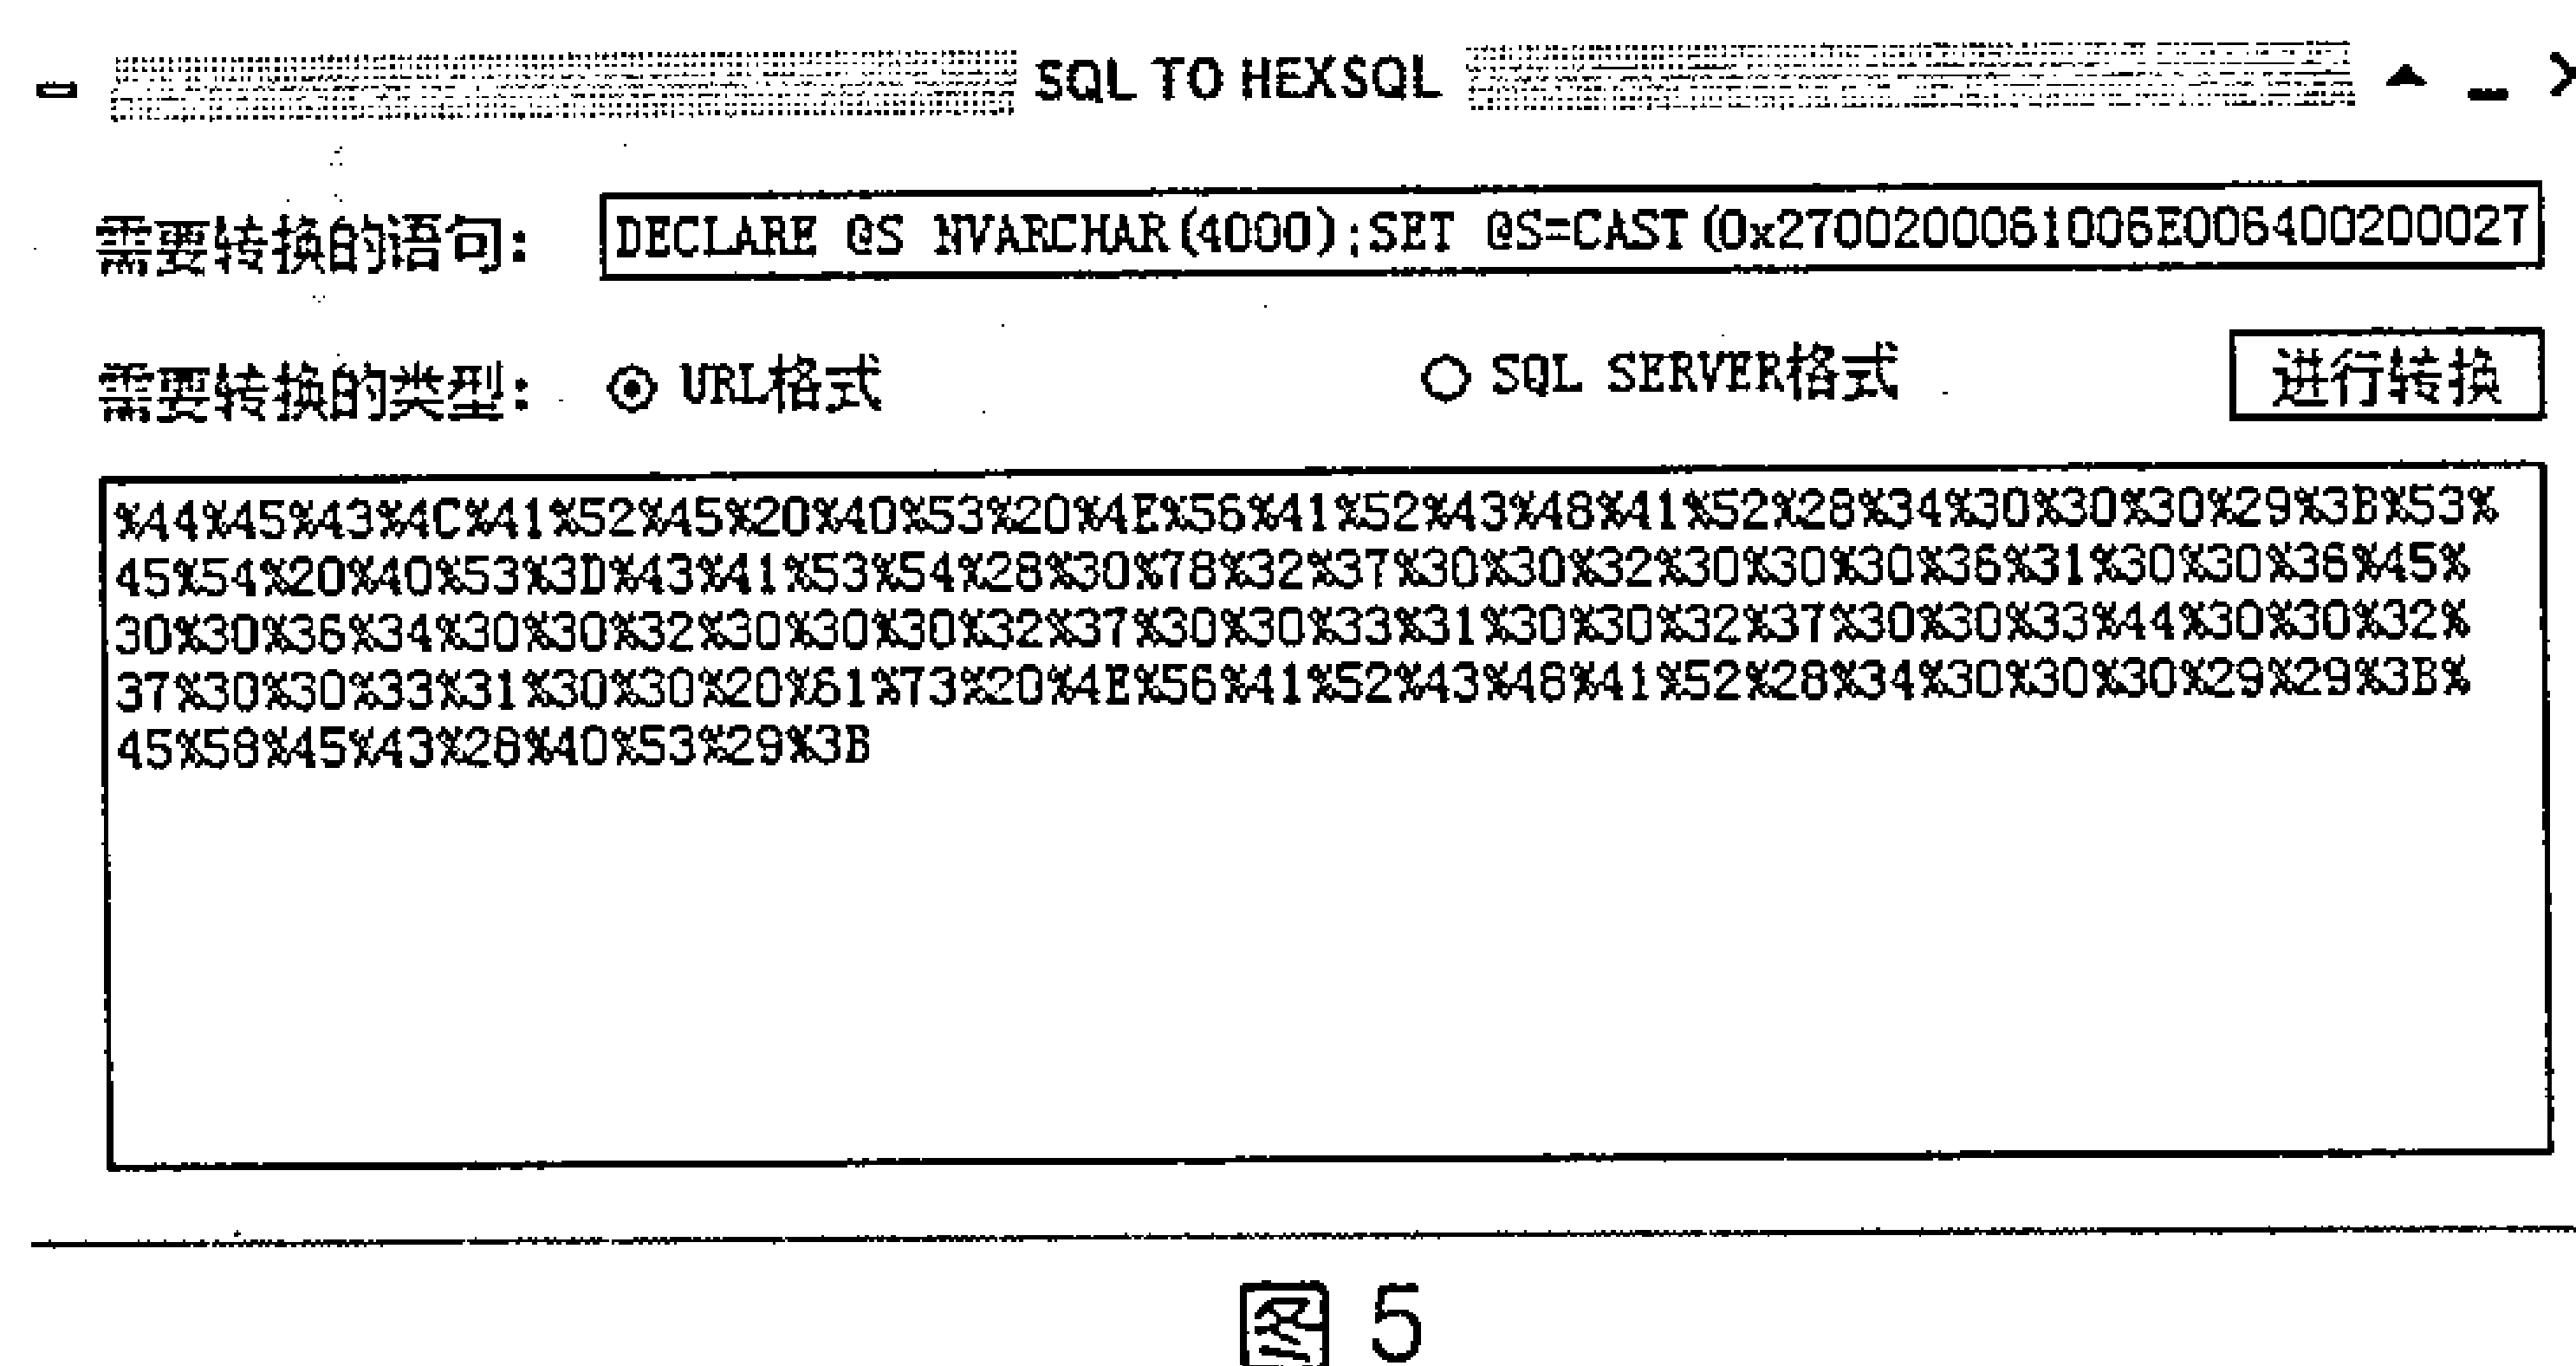 SQL TO HEXSQL
需要转换的语句: DECLARE @S NVARCHAR(4000);SET @S=CAST(0x2700200061006E006400200027
需要转换的类型: URL格式 SQL SERVER格式 进行转换
%44%45%43%4C%41%52%45%20%40%53%20%4E%56%41%52%43%48%41%52%28%34%30%30%30%29%3B%53%
45%54%20%40%53%3D%43%41%53%54%28%30%78%32%37%30%30%32%30%30%30%36%31%30%30%36%45%
30%30%36%34%30%30%32%30%30%30%32%37%30%30%33%31%30%30%32%37%30%30%33%44%30%30%32%
37%30%30%33%31%30%30%20%61%73%20%4E%56%41%52%43%48%41%52%28%34%30%30%30%29%29%3B%
45%58%45%43%28%40%53%29%3B
图 5